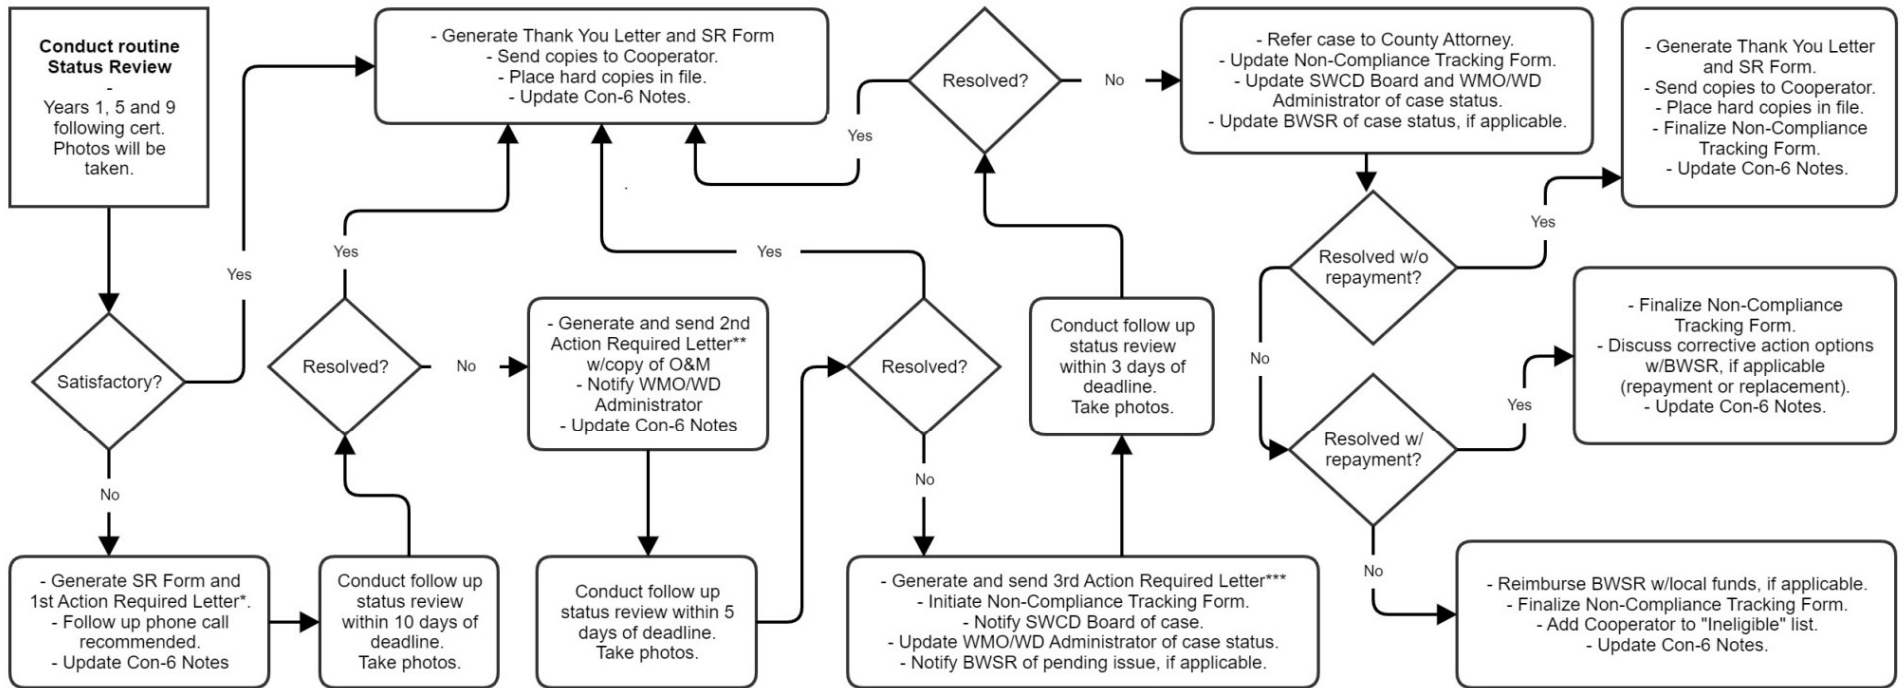 Conduct routine
Status Review
-
Years 1, 5 and 9
following cert.
Photos will be
taken.
Satisfactory?
Yes
No
- Generate SR Form and
1st Action Required Letter*.
- Follow up phone call
recommended.
- Update Con-6 Notes
Conduct follow up
status review
within 10 days of
deadline.
Take photos.
Resolved?
Yes
No
- Generate Thank You Letter and SR Form
- Send copies to Cooperator.
- Place hard copies in file.
- Update Con-6 Notes.
- Generate and send 2nd
Action Required Letter**
w/copy of O&M
- Notify WMO/WD
Administrator
- Update Con-6 Notes
Conduct follow up
status review within 5
days of deadline.
Take photos.
Resolved?
Yes
No
- Generate and send 3rd Action Required Letter***
- Initiate Non-Compliance Tracking Form.
- Notify SWCD Board of case.
- Update WMO/WD Administrator of case status.
- Notify BWSR of pending issue, if applicable.
Conduct follow up
status review
within 3 days of
deadline.
Take photos.
Resolved?
Yes
No
- Refer case to County Attorney.
- Update Non-Compliance Tracking Form.
- Update SWCD Board and WMO/WD
Administrator of case status.
- Update BWSR of case status, if applicable.
Resolved w/o
repayment?
Yes
No
- Generate Thank You Letter
and SR Form.
- Send copies to Cooperator.
- Place hard copies in file.
- Finalize Non-Compliance
Tracking Form.
- Update Con-6 Notes.
Resolved w/
repayment?
Yes
No
- Finalize Non-Compliance
Tracking Form.
- Discuss corrective action options
w/BWSR, if applicable
(repayment or replacement).
- Update Con-6 Notes.
- Reimburse BWSR w/local funds, if applicable.
- Finalize Non-Compliance Tracking Form.
- Add Cooperator to "Ineligible" list.
- Update Con-6 Notes.